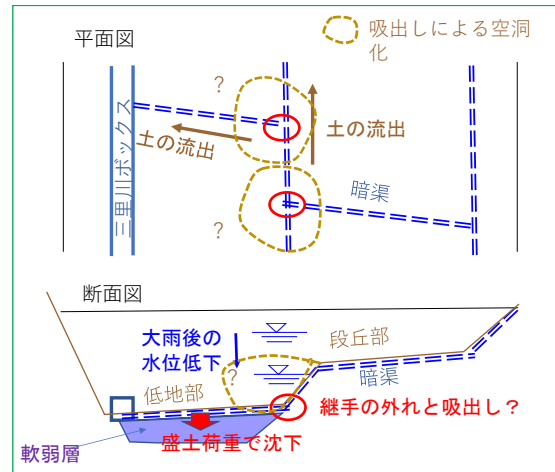 平面図
吸出しによる空洞
化
?
土の流出
土の流出
三里川ボックス
暗渠
?
断面図
大雨後の
水位低下
段丘部
?
暗渠
低地部
継手の外れと吸出し？
軟弱層
盛土荷重で沈下